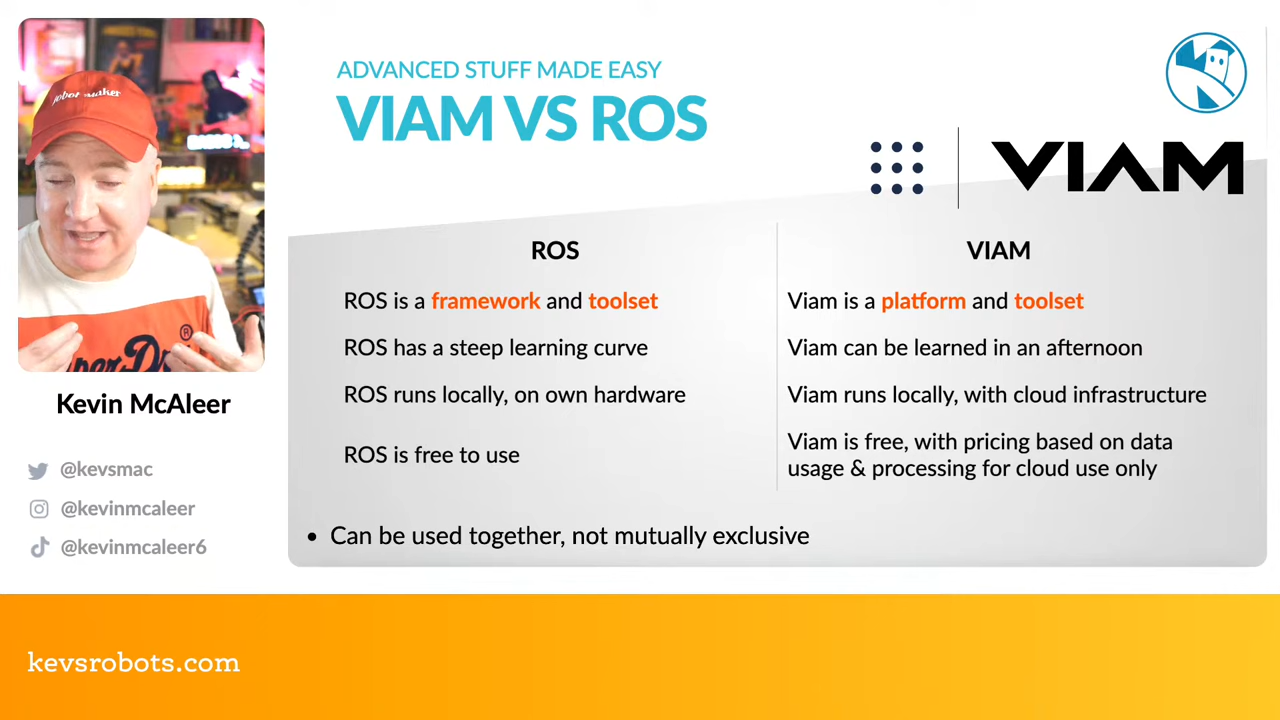 ADVANCED STUFF MADE EASY
VIAM VS ROS
VIAM
ROS
ROS is a framework and toolset
ROS has a steep learning curve
ROS runs locally, on own hardware
ROS is free to use
VIAM
Viam is a platform and toolset
Viam can be learned in an afternoon
Viam runs locally, with cloud infrastructure
Viam is free, with pricing based on data
usage & processing for cloud use only
• Can be used together, not mutually exclusive
robot maker
®
Kevin McAleer
@kevsmac
@kevinmcaleer
@kevinmcaleer6
kevsrobots.com